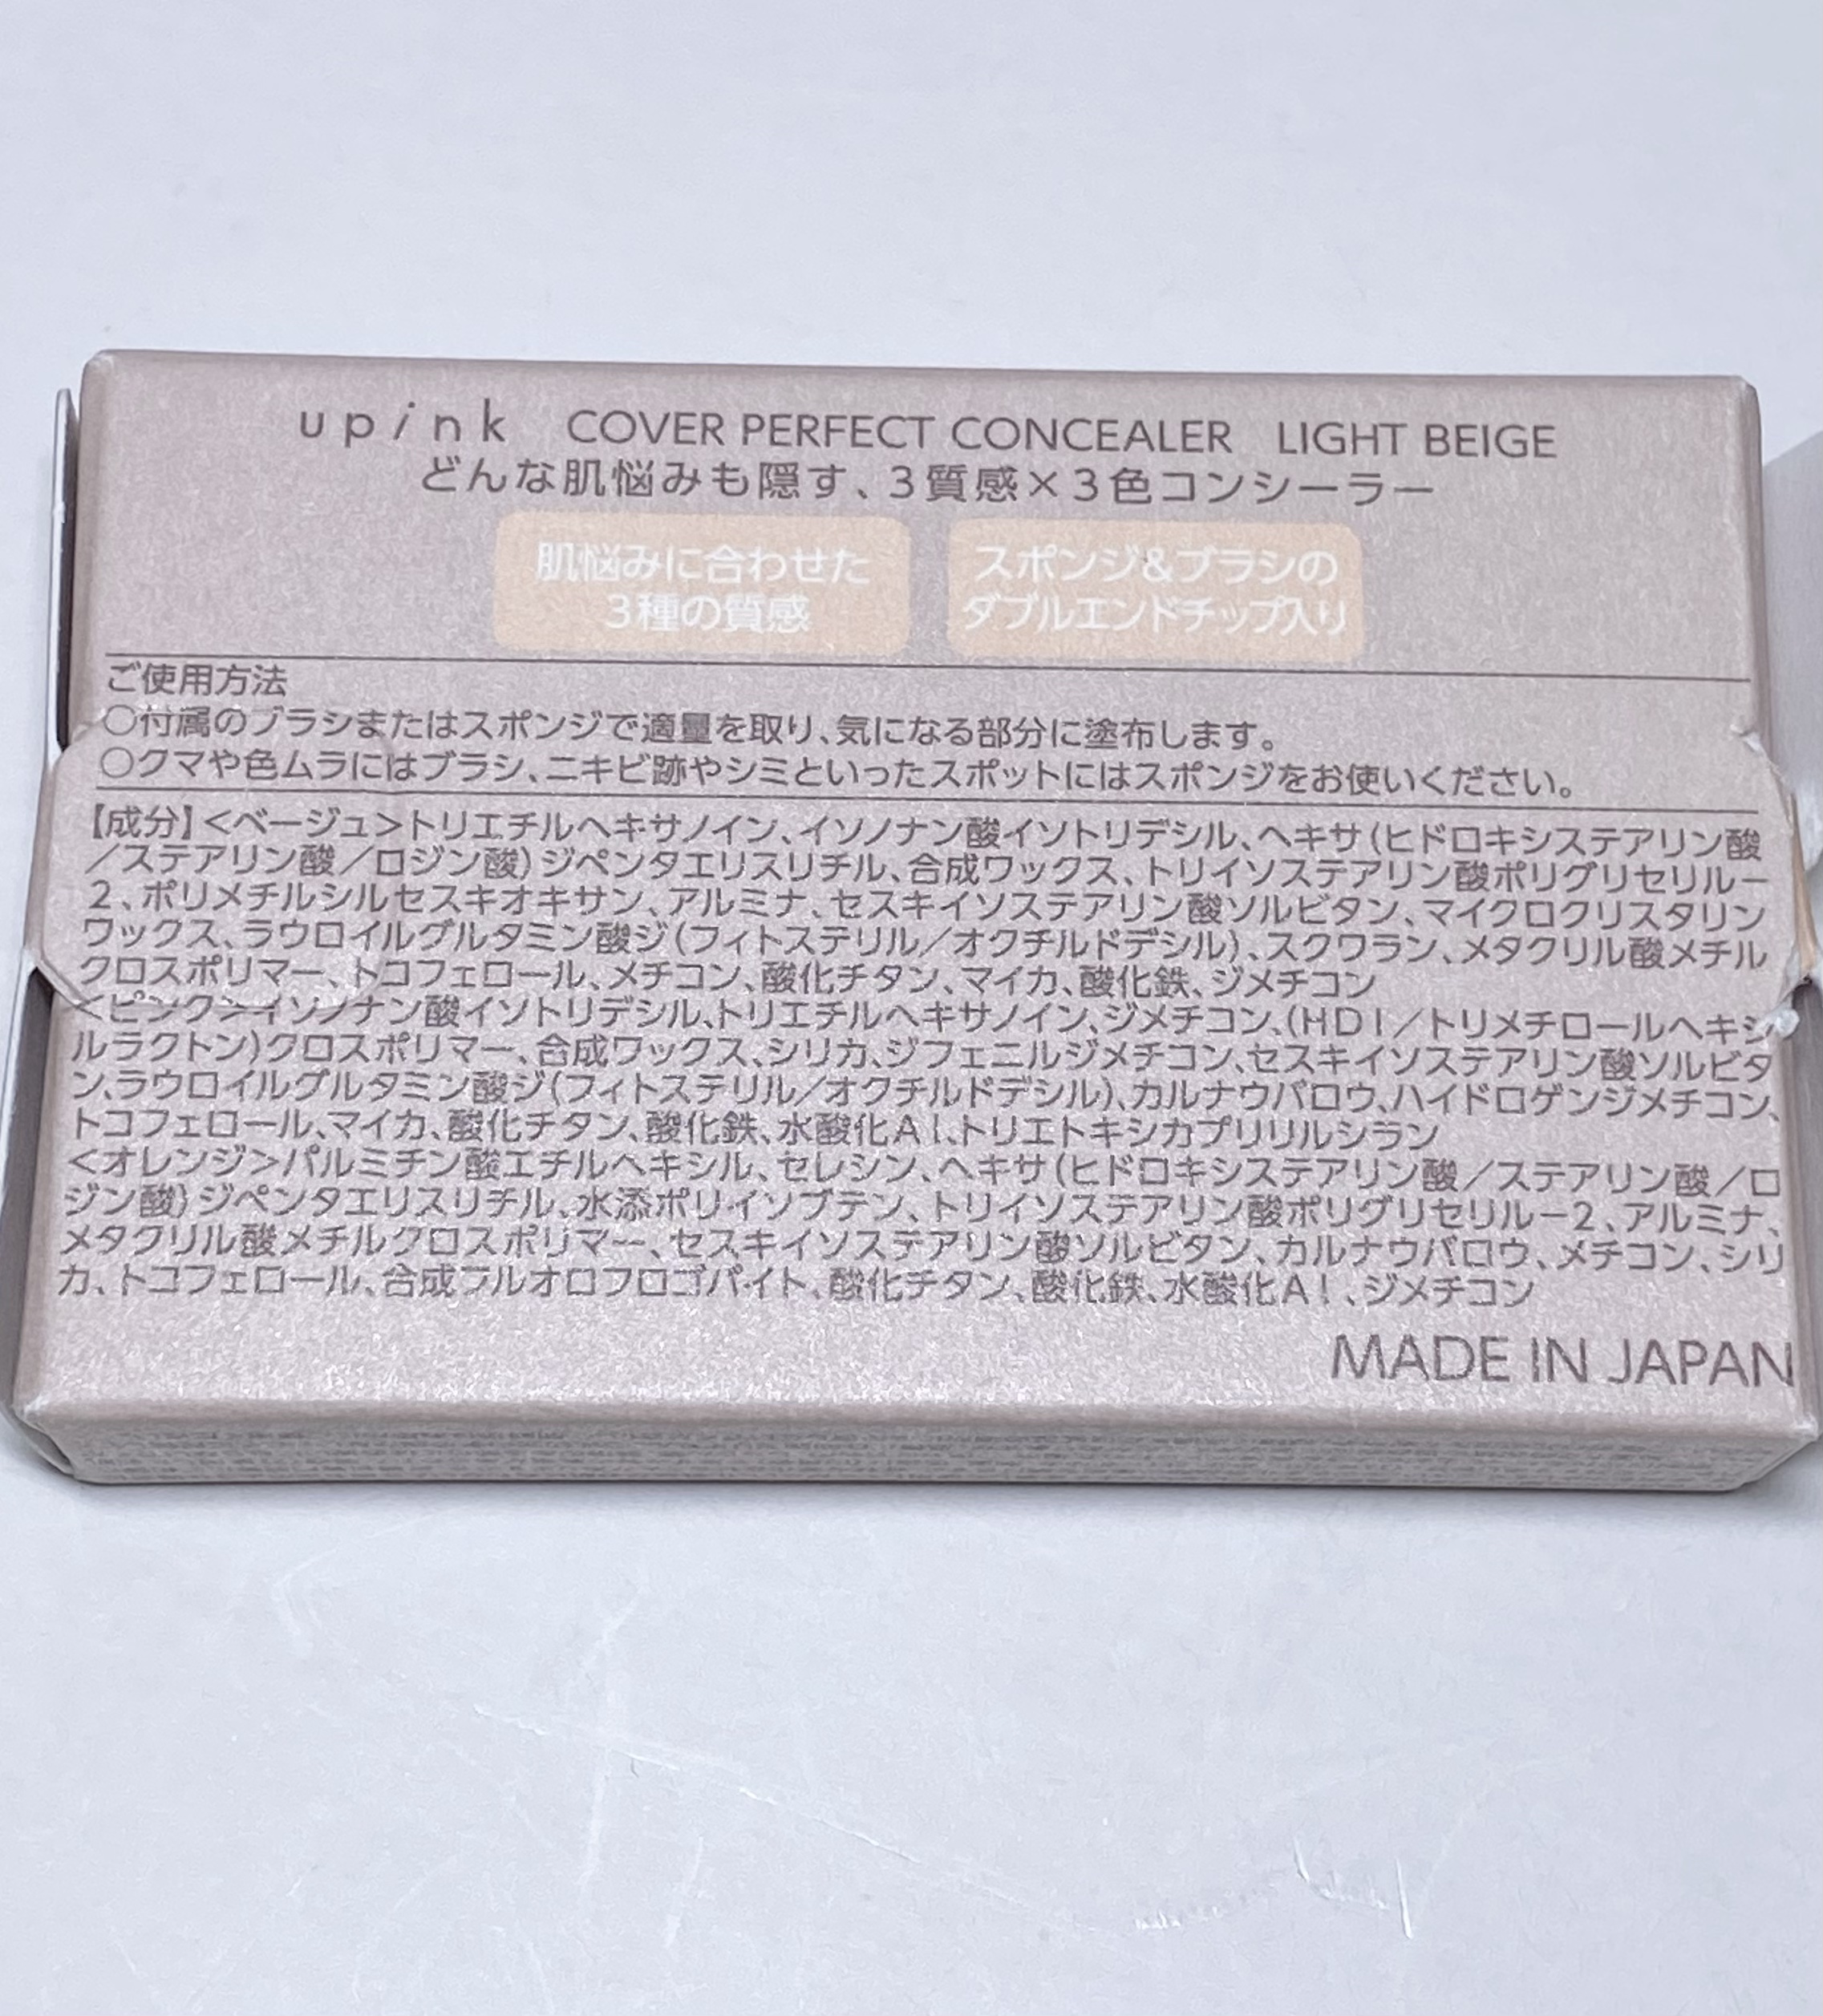 upink COVER PERFECT CONCEALER LIGHT BEIGE
どんな肌悩みも隠す、3質感×3色コンシーラー
肌悩みに合わせた
3種の質感
スポンジ&ブラシの
ダブルエンドチップ入り
ご使用方法
○付属のブラシまたはスポンジで適量を取り、気になる部分に塗布します。
○クマや色ムラにはブラシ、ニキビ跡やシミといったスポットにはスポンジをお使いください。
【成分】<ベージュ>トリエチルヘキサノイン、イソノナン酸イソトリデシル、ヘキサ(ヒドロキシステアリン酸
/ステアリン酸/ロジン酸)ジペンタエリスリチル、合成ワックス、トリイソステアリン酸ポリグリセリル-
2、ポリメチルシルセスキオキサン、アルミナ、セスキイソステアリン酸ソルビタン、マイクロクリスタリン
ワックス、ラウロイルグルタミン酸ジ(フィトステリル/オクチルドデシル)、スクワラン、メタクリル酸メチル
クロスポリマー、トコフェロール、メチコン、酸化チタン、マイカ、酸化鉄、ジメチコン
<ピンク>イソノナン酸イソトリデシル、トリエチルヘキサノイン、ジメチコン、(HDI/トリメチロールヘキシ
ルラクトン)クロスポリマー、合成ワックス、シリカ、ジフェニルジメチコン、セスキイソステアリン酸ソルビタ
ン、ラウロイルグルタミン酸ジ(フィトステリル/オクチルドデシル)、カルナウバロウ、ハイドロゲンジメチコン、
トコフェロール、マイカ、酸化チタン、酸化鉄、水酸化Al、トリエトキシカプリリルシラン
<オレンジ>パルミチン酸エチルヘキシル、セレシン、ヘキサ(ヒドロキシステアリン酸/ステアリン酸/ロ
ジン酸)ジペンタエリスリチル、水添ポリイソブテン、トリイソステアリン酸ポリグリセリル-2、アルミナ、
メタクリル酸メチルクロスポリマー、セスキイソステアリン酸ソルビタン、カルナウバロウ、メチコン、シリ
カ、トコフェロール、合成フルオロフロゴパイト、酸化チタン、酸化鉄、水酸化Al、ジメチコン
MADE IN JAPAN